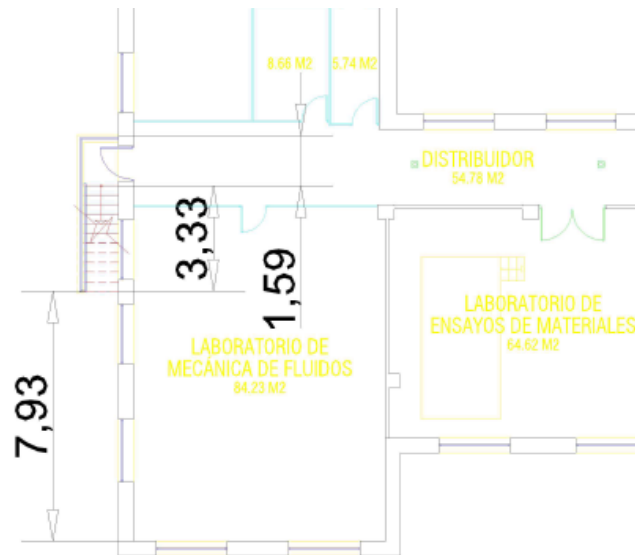 8.66 M2
5.74 M2
DISTRIBUIDOR
54.78 M2
3,33
1,59
LABORATORIO DE
ENSAYOS DE MATERIALES
64.62 M2
LABORATORIO DE
MECÁNICA DE FLUIDOS
84.23 M2
7,93